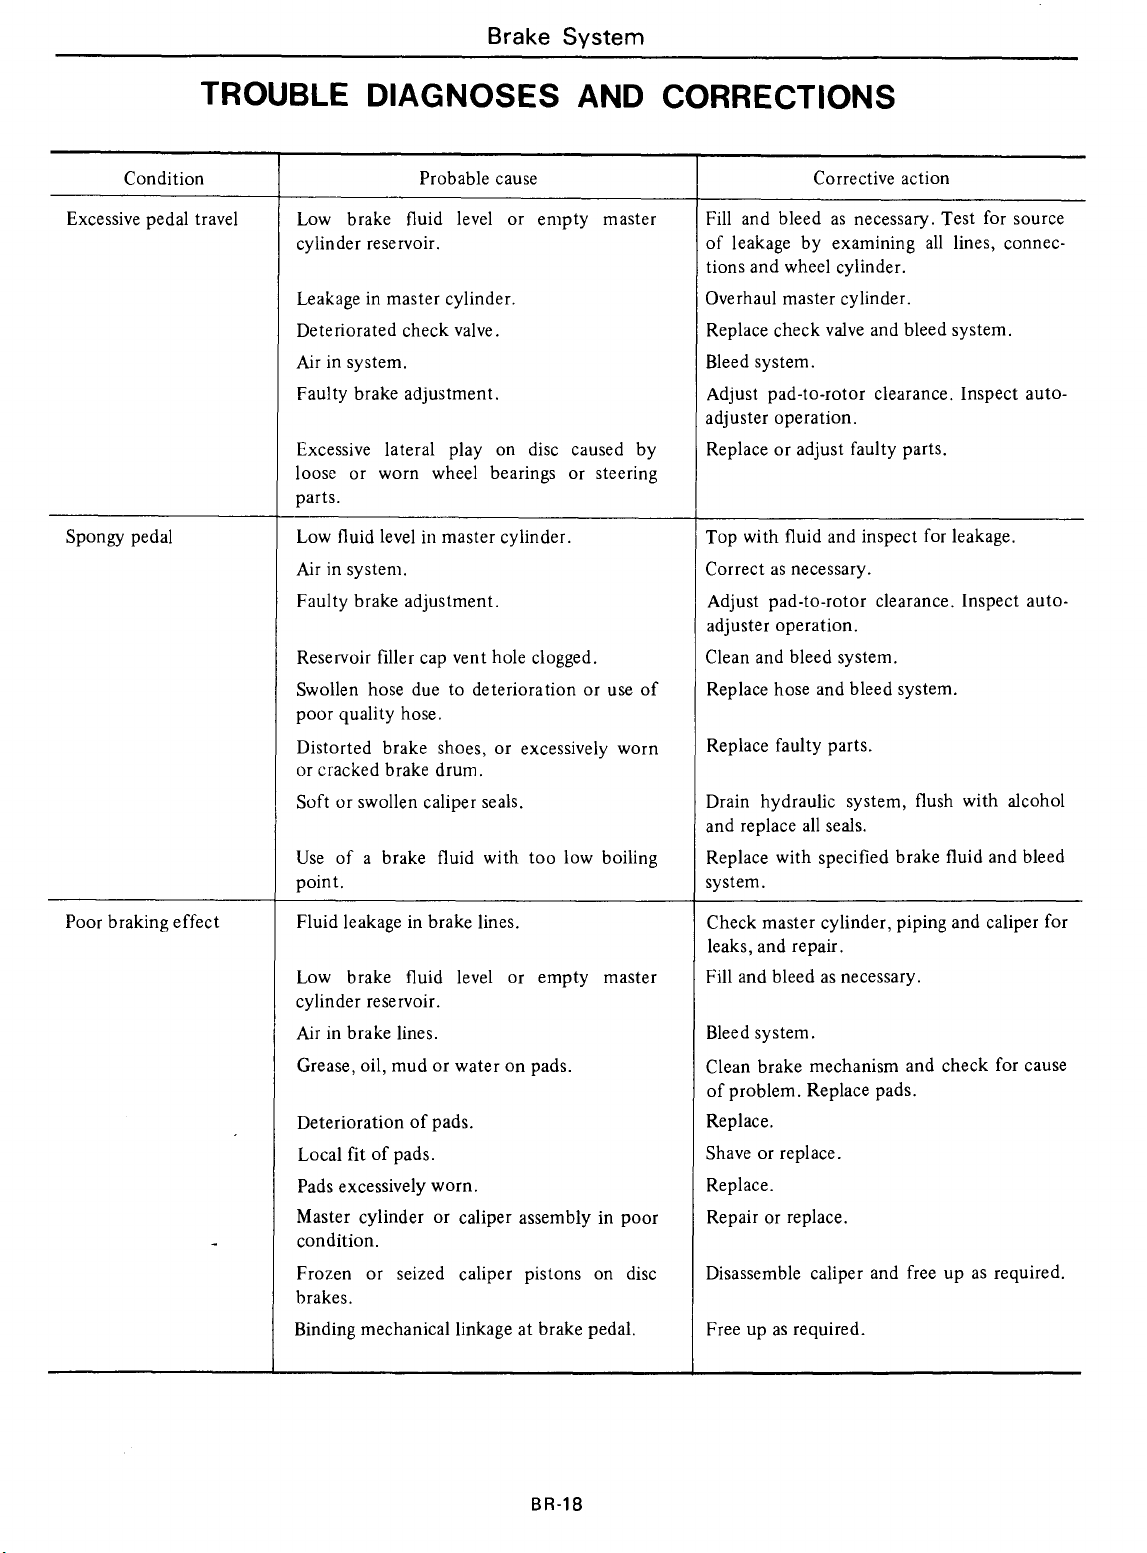 Brake System
TROUBLE DIAGNOSES AND CORRECTIONS
Condition
Probable cause
Corrective action
Excessive pedal travel
Low brake fluid level or empty master
cylinder reservoir.
Fill and bleed as necessary. Test for source
of leakage by examining all lines, connec-
tions and wheel cylinder.
Leakage in master cylinder.
Overhaul master cylinder.
Deteriorated check valve.
Replace check valve and bleed system.
Air in system.
Bleed system.
Faulty brake adjustment.
Adjust pad-to-rotor clearance. Inspect auto-
adjuster operation.
Excessive lateral play on disc caused by
loose or worn wheel bearings or steering
parts.
Replace or adjust faulty parts.
Spongy pedal
Low fluid level in master cylinder.
Top with fluid and inspect for leakage.
Air in system.
Correct as necessary.
Faulty brake adjustment.
Adjust pad-to-rotor clearance. Inspect auto-
adjuster operation.
Reservoir filler cap vent hole clogged.
Clean and bleed system.
Swollen hose due to deterioration or use of
poor quality hose.
Replace hose and bleed system.
Distorted brake shoes, or excessively worn
or cracked brake drum.
Replace faulty parts.
Soft or swollen caliper seals.
Drain hydraulic system, flush with alcohol
and replace all seals.
Use of a brake fluid with too low boiling
point.
Replace with specified brake fluid and bleed
system.
Poor braking effect
Fluid leakage in brake lines.
Check master cylinder, piping and caliper for
leaks, and repair.
Low brake fluid level or empty master
cylinder reservoir.
Fill and bleed as necessary.
Air in brake lines.
Bleed system.
Grease, oil, mud or water on pads.
Clean brake mechanism and check for cause
of problem. Replace pads.
Deterioration of pads.
Replace.
Local fit of pads.
Shave or replace.
Pads excessively worn.
Replace.
Master cylinder or caliper assembly in poor
condition.
Repair or replace.
Frozen or seized caliper pistons on disc
brakes.
Disassemble caliper and free up as required.
Binding mechanical linkage at brake pedal.
Free up as required.
BR-18